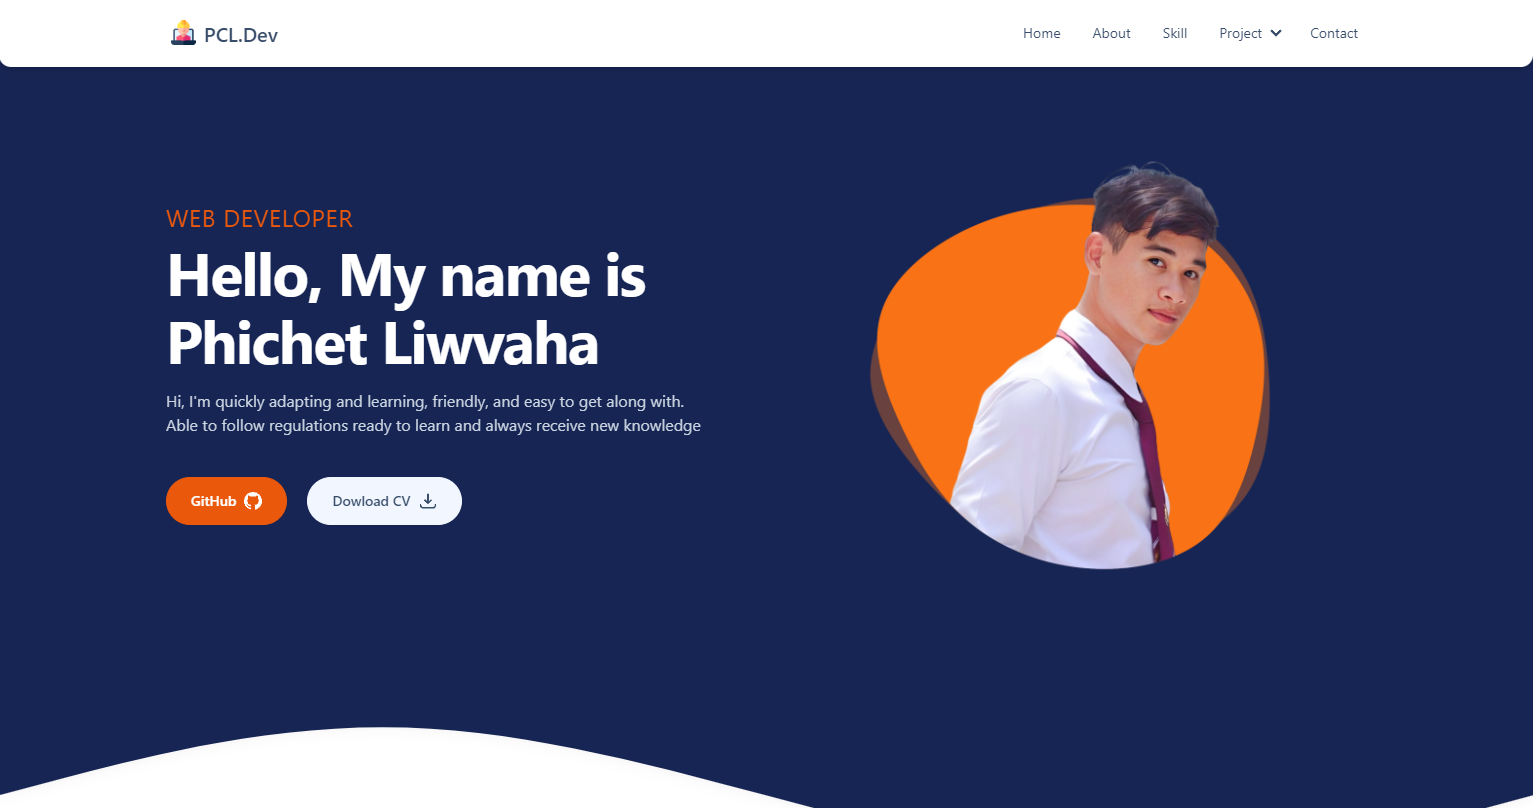 PCL.Dev
Home
About
Skill
Project
Contact
WEB DEVELOPER
Hello, My name is
Phichet Liwvaha
Hi, I'm quickly adapting and learning, friendly, and easy to get along with.
Able to follow regulations ready to learn and always receive new knowledge
GitHub
Dowload CV